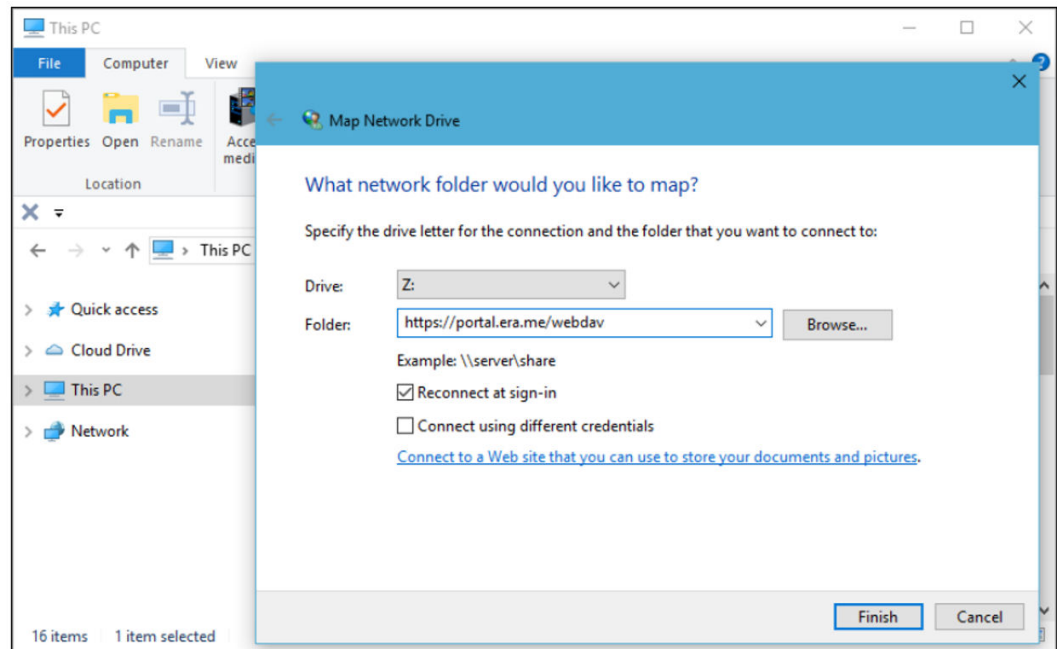 This PC
File Computer View
Properties Open Rename
Location
This PC
Quick access
Cloud Drive
This PC
Network
16 items 1 item selected
Map Network Drive
What network folder would you like to map?
Specify the drive letter for the connection and the folder that you want to connect to:
Drive: Z:
Folder: https://portal.era.me/webdav Browse...
Example: \\server\share
Reconnect at sign-in
Connect using different credentials
Connect to a Web site that you can use to store your documents and pictures.
Finish Cancel